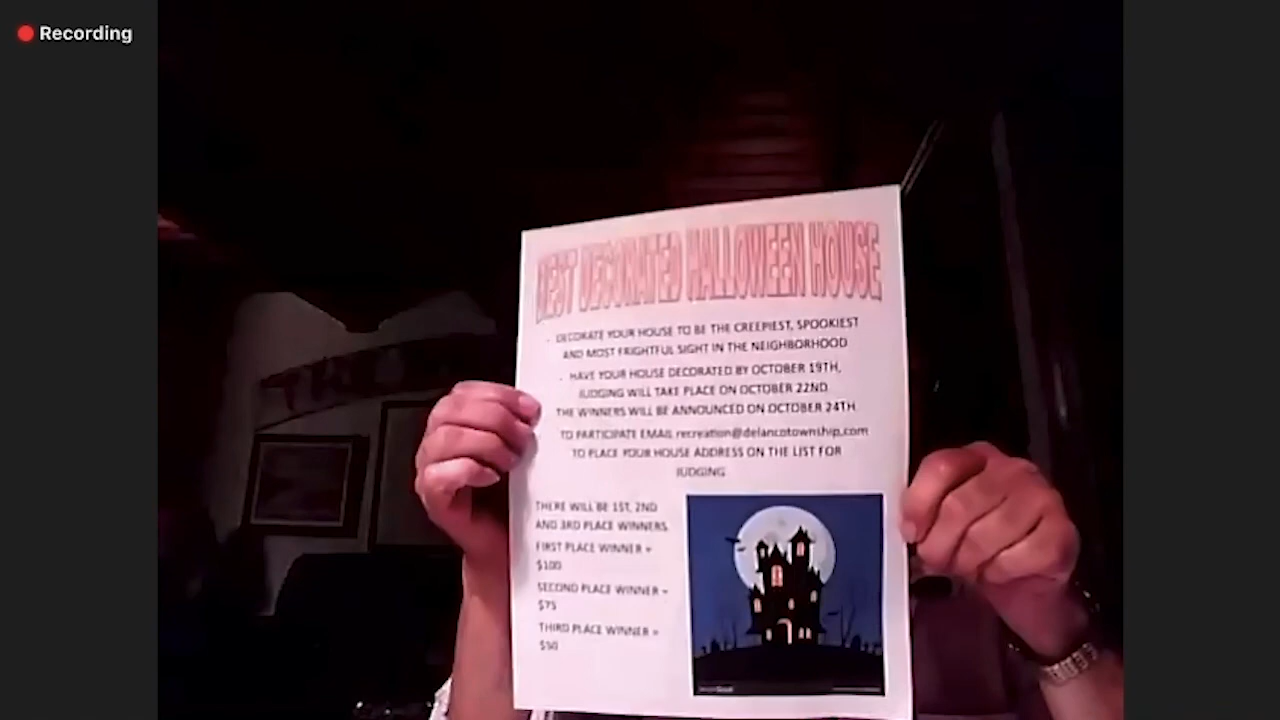 Recording
BEST DECORATED HALLOWEEN HOUSE
DECORATE YOUR HOUSE TO BE THE CREEPIEST, SPOOKIEST
AND MOST FRIGHTFUL SIGHT IN THE NEIGHBORHOOD
HAVE YOUR HOUSE DECORATED BY OCTOBER 19TH,
JUDGING WILL TAKE PLACE ON OCTOBER 22ND
THE WINNERS WILL BE ANNOUNCED ON OCTOBER 24TH.
TO PARTICIPATE EMAIL recreation@delancotownship.com
TO PLACE YOUR HOUSE ADDRESS ON THE LIST FOR
JUDGING
THERE WILL BE 1ST, 2ND
AND 3RD PLACE WINNERS
FIRST PLACE WINNER =
$100
SECOND PLACE WINNER =
$75
THIRD PLACE WINNER =
$50